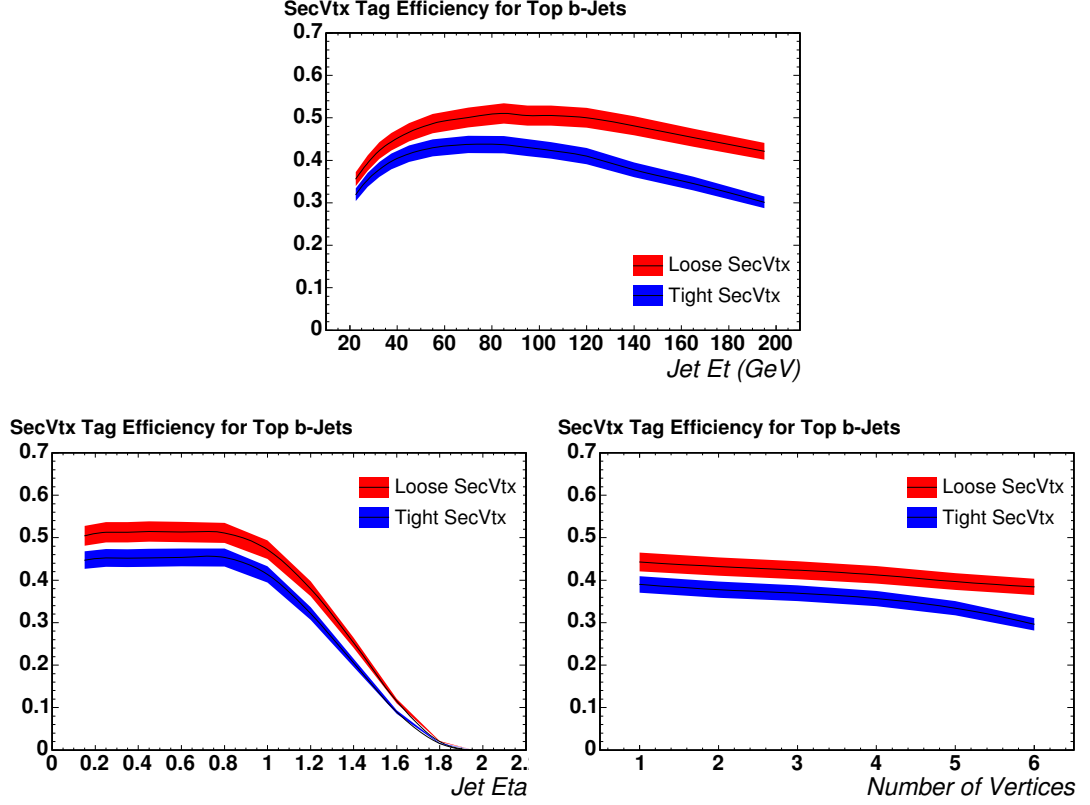 SecVtx Tag Efficiency for Top b-Jets
0.7
0.6
0.5
0.4
0.3
0.2
0.1
0
Loose SecVtx
Tight SecVtx
20 40 60 80 100 120 140 160 180 200
Jet Et (GeV)
SecVtx Tag Efficiency for Top b-Jets
0.7
0.6
0.5
0.4
0.3
0.2
0.1
0
Loose SecVtx
Tight SecVtx
0 0.2 0.4 0.6 0.8 1 1.2 1.4 1.6 1.8 2 2.
Jet Eta
SecVtx Tag Efficiency for Top b-Jets
0.7
0.6
0.5
0.4
0.3
0.2
0.1
0
Loose SecVtx
Tight SecVtx
1 2 3 4 5 6
Number of Vertices